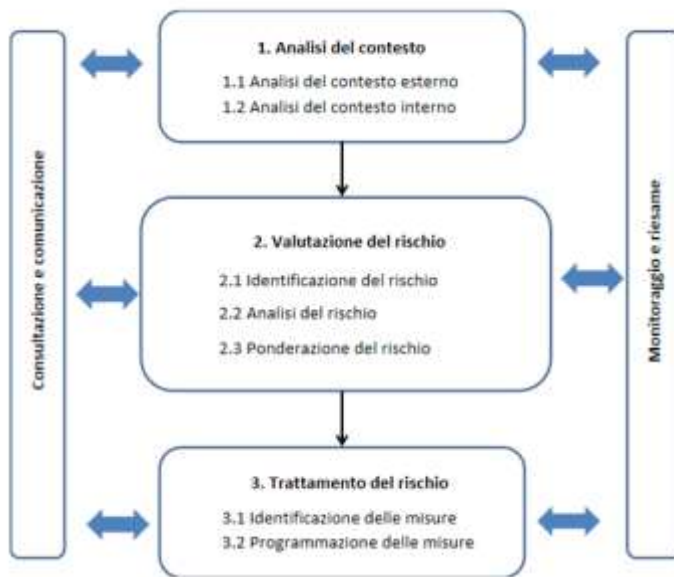 Consultazione e comunicazione
1. Analisi del contesto
1.1 Analisi del contesto esterno
1.2 Analisi del contesto interno
2. Valutazione del rischio
2.1 Identificazione del rischio
2.2 Analisi del rischio
2.3 Ponderazione del rischio
3. Trattamento del rischio
3.1 Identificazione delle misure
3.2 Programmazione delle misure
Monitoraggio e riesame